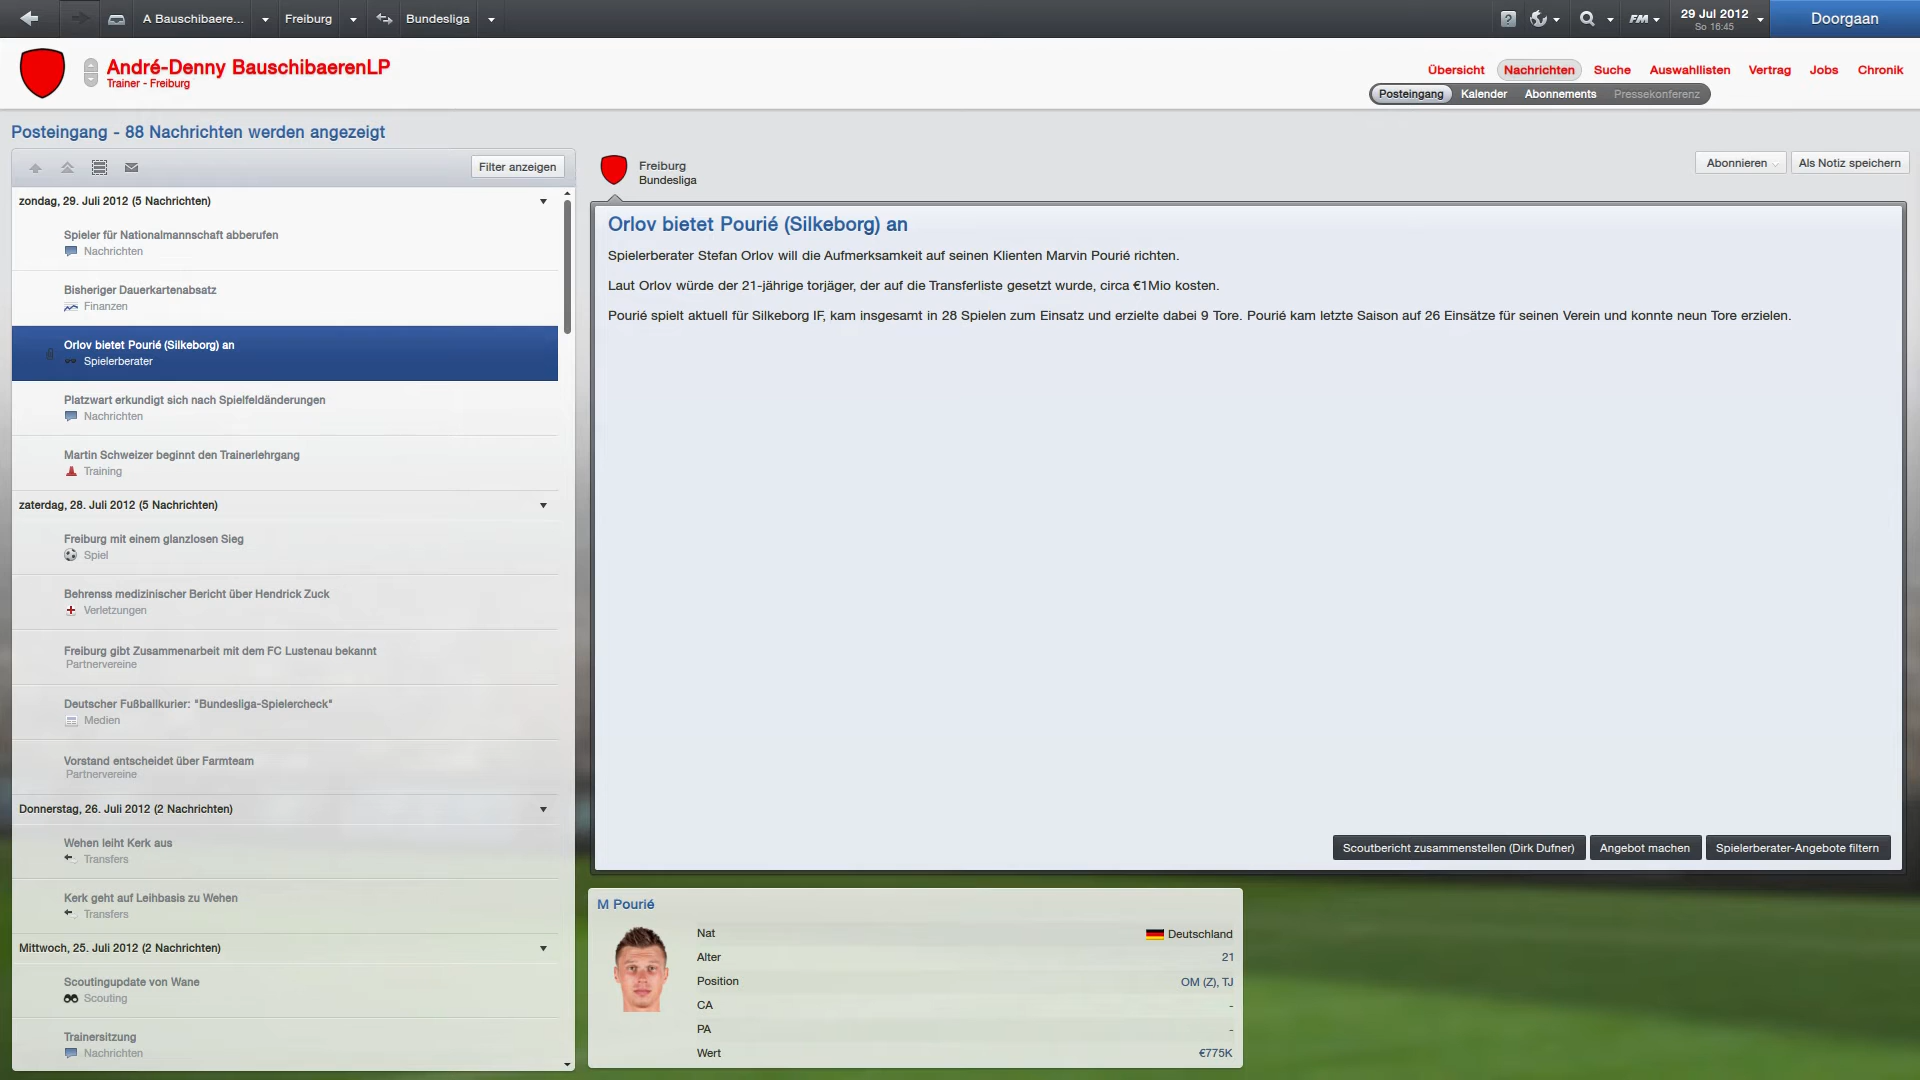 A Bauschibaere...
Freiburg
Bundesliga
FM
29 Jul 2012
So 16:45
Doorgaan
André-Denny BauschibaerenLP
Trainer - Freiburg
Übersicht
Nachrichten
Suche
Auswahllisten
Vertrag
Jobs
Chronik
Posteingang
Kalender
Abonnements
Pressekonferenz
Posteingang - 88 Nachrichten werden angezeigt
Filter anzeigen
zondag, 29. Juli 2012 (5 Nachrichten)
Spieler für Nationalmannschaft abberufen
Nachrichten
Bisheriger Dauerkartenabsatz
Finanzen
Orlov bietet Pourié (Silkeborg) an
Spielerberater
Platzwart erkundigt sich nach Spielfeldänderungen
Nachrichten
Martin Schweizer beginnt den Trainerlehrgang
Training
zaterdag, 28. Juli 2012 (5 Nachrichten)
Freiburg mit einem glanzlosen Sieg
Spiel
Behrenss medizinischer Bericht über Hendrick Zuck
Verletzungen
Freiburg gibt Zusammenarbeit mit dem FC Lustenau bekannt
Partnervereine
Deutscher Fußballkurier: "Bundesliga-Spielercheck"
Medien
Vorstand entscheidet über Farmteam
Partnervereine
Donnerstag, 26. Juli 2012 (2 Nachrichten)
Wehen leiht Kerk aus
Transfers
Kerk geht auf Leihbasis zu Wehen
Transfers
Mittwoch, 25. Juli 2012 (2 Nachrichten)
Scoutingupdate von Wane
Scouting
Trainersitzung
Nachrichten
Freiburg
Bundesliga
Abonnieren
Als Notiz speichern
Orlov bietet Pourié (Silkeborg) an
Spielerberater Stefan Orlov will die Aufmerksamkeit auf seinen Klienten Marvin Pourié richten.
Laut Orlov würde der 21-jährige torjäger, der auf die Transferliste gesetzt wurde, circa €1Mio kosten.
Pourié spielt aktuell für Silkeborg IF, kam insgesamt in 28 Spielen zum Einsatz und erzielte dabei 9 Tore. Pourié kam letzte Saison auf 26 Einsätze für seinen Verein und konnte neun Tore erzielen.
Scoutbericht zusammenstellen (Dirk Dufner)
Angebot machen
Spielerberater-Angebote filtern
M Pourié
Nat Deutschland
Alter 21
Position OM (Z), TJ
CA -
PA -
Wert €775K